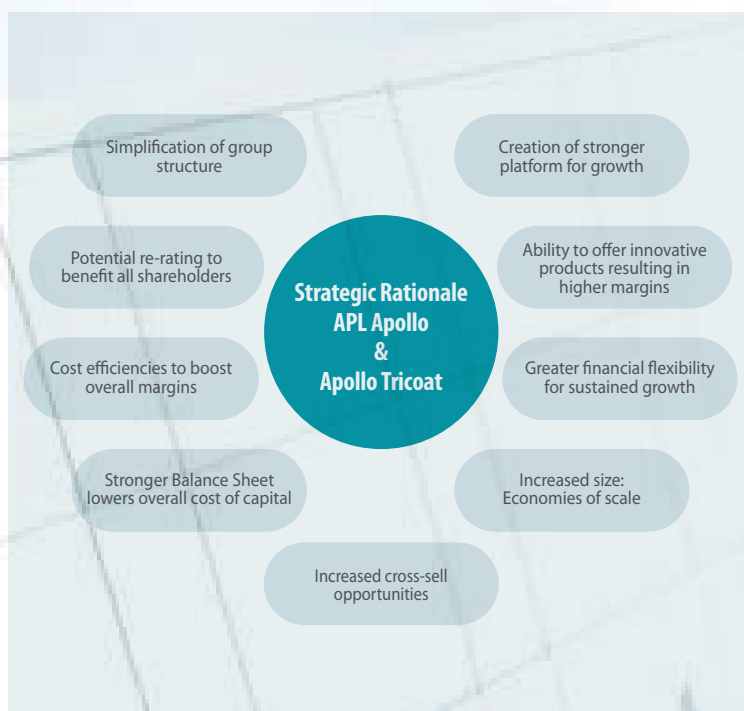 Simplification of group
structure
Creation of stronger
platform for growth
Potential re-rating to
benefit all shareholders
Ability to offer innovative
products resulting in
higher margins
Strategic Rationale
APL Apollo
&
Apollo Tricoat
Cost efficiencies to boost
overall margins
Greater financial flexibility
for sustained growth
Stronger Balance Sheet
lowers overall cost of capital
Increased size:
Economies of scale
Increased cross-sell
opportunities